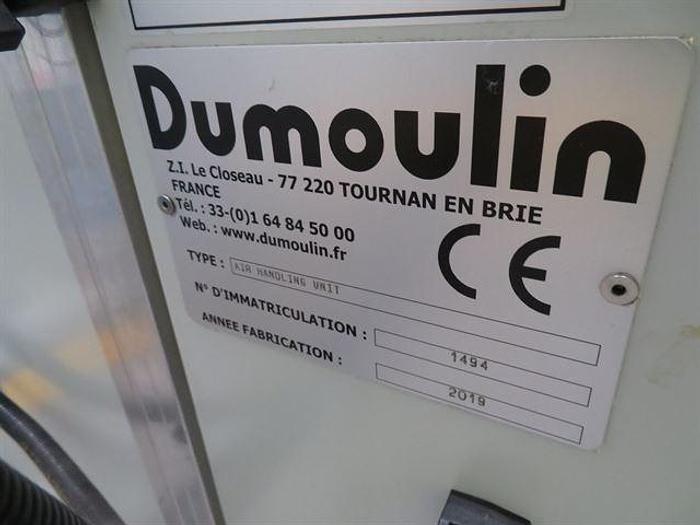 Dumoulin
Z.I. Le Closeau - 77 220 TOURNAN EN BRIE
FRANCE
Tél. : 33-(0)1 64 84 50 00
Web. : www.dumoulin.fr
CE
TYPE : AIR HANDLING UNIT
N° D'IMMATRICULATION : 1494
ANNEE FABRICATION : 2019